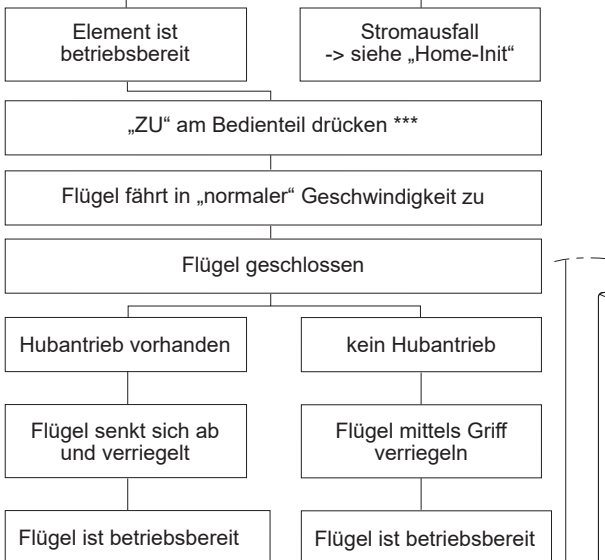 Element ist
betriebsbereit
Stromausfall
-> siehe „Home-Init“
„ZU“ am Bedienteil drücken ***
Flügel fährt in „normaler“ Geschwindigkeit zu
Flügel geschlossen
Hubantrieb vorhanden
kein Hubantrieb
Flügel senkt sich ab
und verriegelt
Flügel mittels Griff
verriegeln
Flügel ist betriebsbereit
Flügel ist betriebsbereit